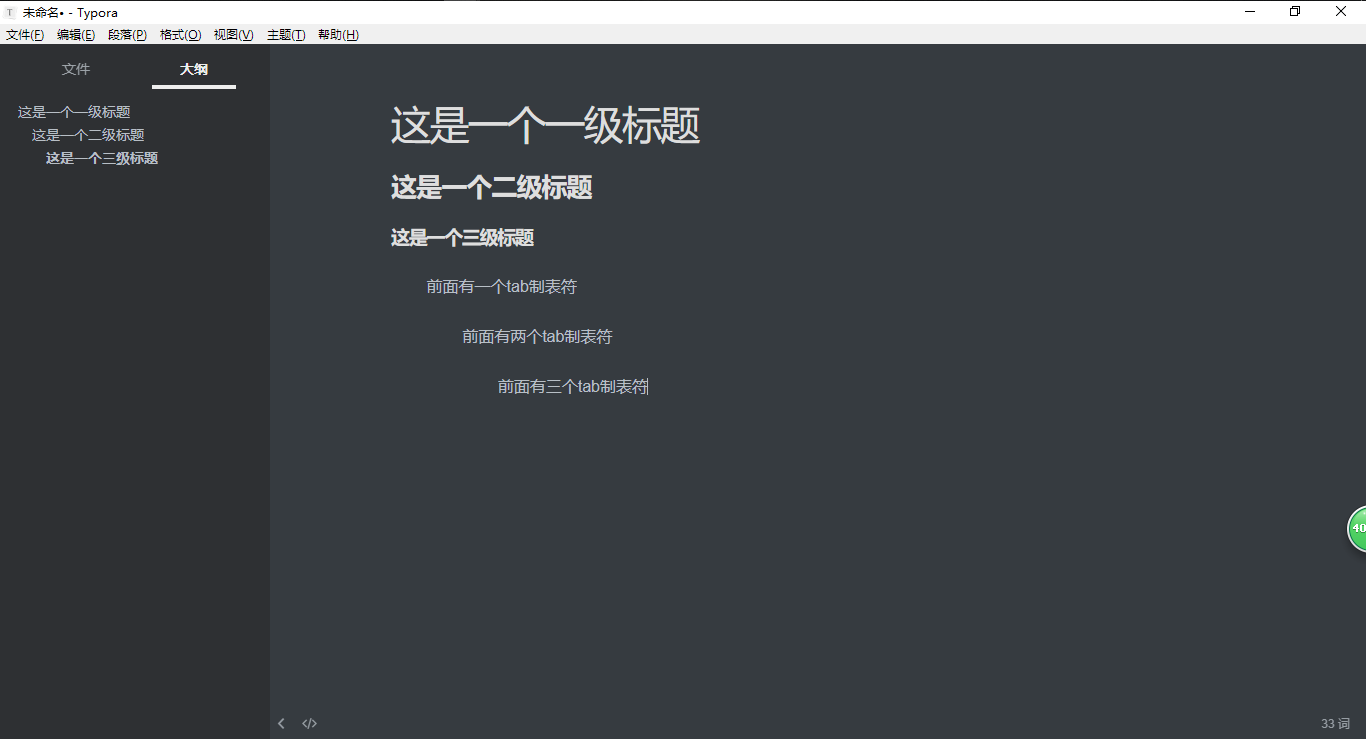 T 未命名• - Typora
文件(F) 编辑(E) 段落(P) 格式(O) 视图(V) 主题(T) 帮助(H)
文件 大纲
这是一个一级标题
这是一个二级标题
这是一个三级标题
这是一个一级标题
这是一个二级标题
这是一个三级标题
前面有一个tab制表符
前面有两个tab制表符
前面有三个tab制表符
40
</>
33 词